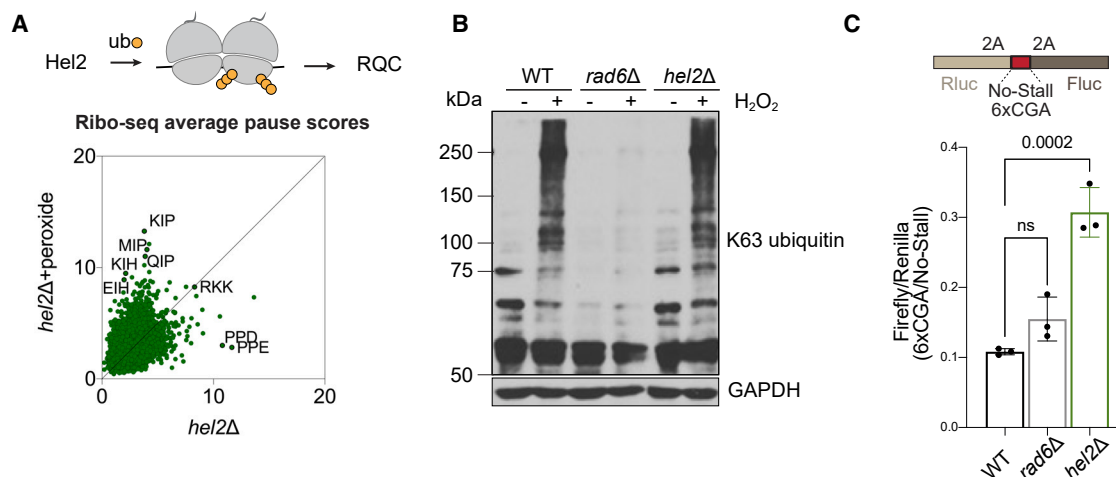 A
Hel2
ub
RQC
Ribo-seq average pause scores
20
10
0
0
10
20
hel2Δ+peroxide
hel2Δ
KIP
MIP
QIP
KIH
EIH
RKK
PPD
PPE
B
WT rad6Δ hel2Δ
kDa - + - + - + H₂O₂
250
150
100
75
50
K63 ubiquitin
GAPDH
C
2A 2A
Rluc No-Stall Fluc
6xCGA
Firefly/Renilla
(6xCGA/No-Stall)
0.4
0.3
0.2
0.1
0.0
0.0002
ns
WT
rad6Δ
hel2Δ